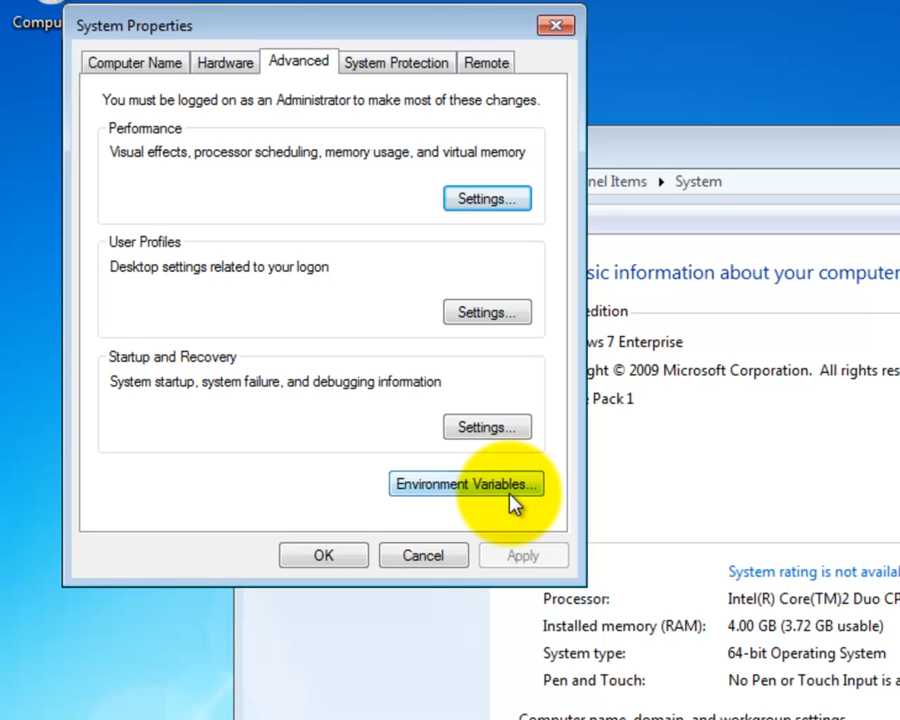 Compu
System Properties
Computer Name
Hardware
Advanced
System Protection
Remote
You must be logged on as an Administrator to make most of these changes.
Performance
Visual effects, processor scheduling, memory usage, and virtual memory
Settings...
User Profiles
Desktop settings related to your logon
Settings...
Startup and Recovery
System startup, system failure, and debugging information
Settings...
Environment Variables...
OK
Cancel
Apply
nel Items
System
sic information about your computer
edition
ws 7 Enterprise
ght © 2009 Microsoft Corporation. All rights res
Pack 1
System rating is not availa
Processor: Intel(R) Core(TM)2 Duo CP
Installed memory (RAM): 4.00 GB (3.72 GB usable)
System type: 64-bit Operating System
Pen and Touch: No Pen or Touch Input is a
Computer name, domain, and workgroup settings